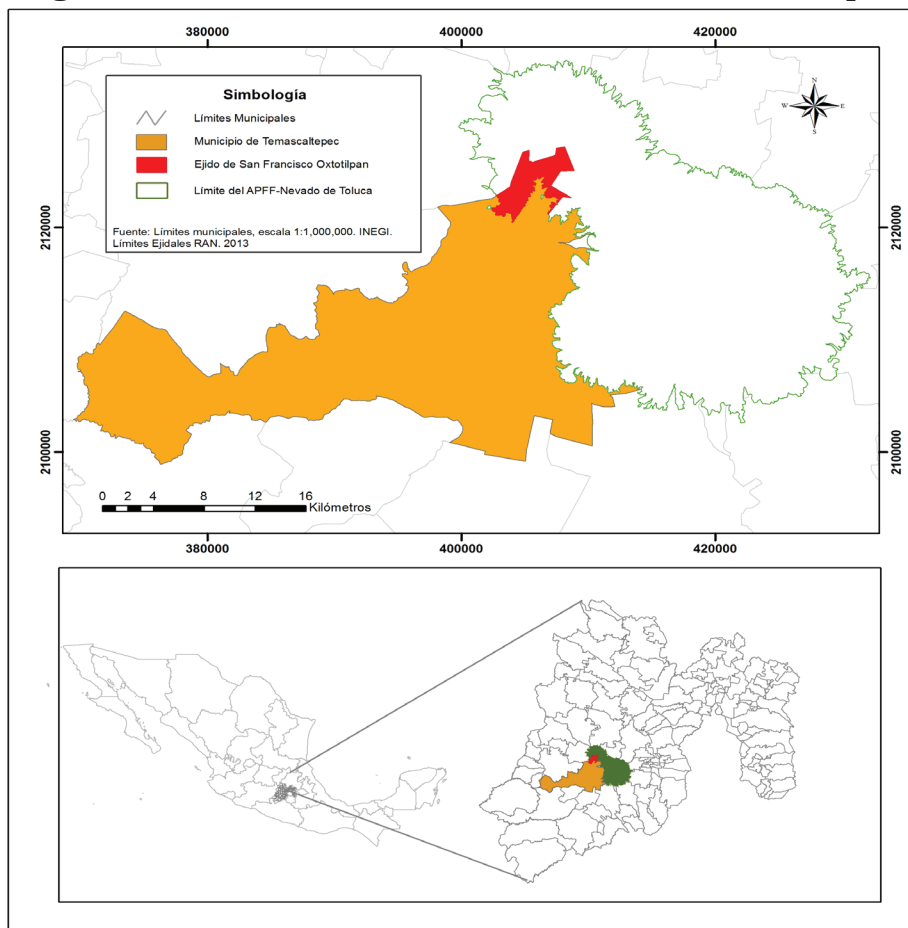 380000
400000
420000
Simbología
Límites Municipales
Municipio de Temascaltepec
Ejido de San Francisco Oxtotilpan
Límite del APFF-Nevado de Toluca
Fuente: Límites municipales, escala 1:1,000,000. INEGI.
Límites Ejidales RAN. 2013
N
W
E
S
2120000
2120000
2100000
2100000
0 2 4 8 12 16
Kilómetros
380000
400000
420000